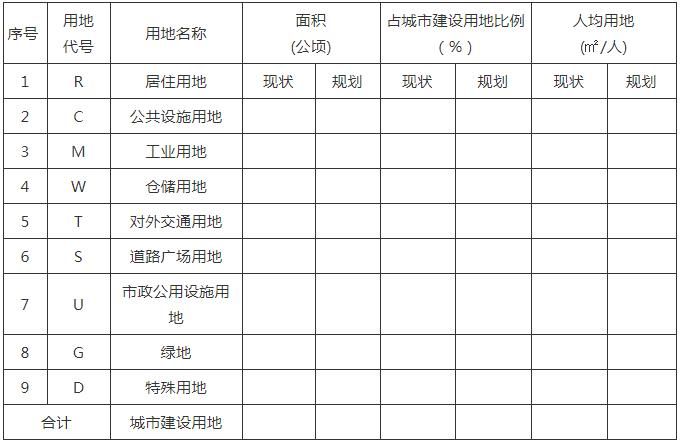 序号 用地代号 用地名称 面积(公顷) 占城市建设用地比例(％) 人均用地(㎡/人)
1 R 居住用地 现状 规划 现状 规划 现状 规划
2 C 公共设施用地
3 M 工业用地
4 W 仓储用地
5 T 对外交通用地
6 S 道路广场用地
7 U 市政公用设施用地
8 G 绿地
9 D 特殊用地
合计 城市建设用地